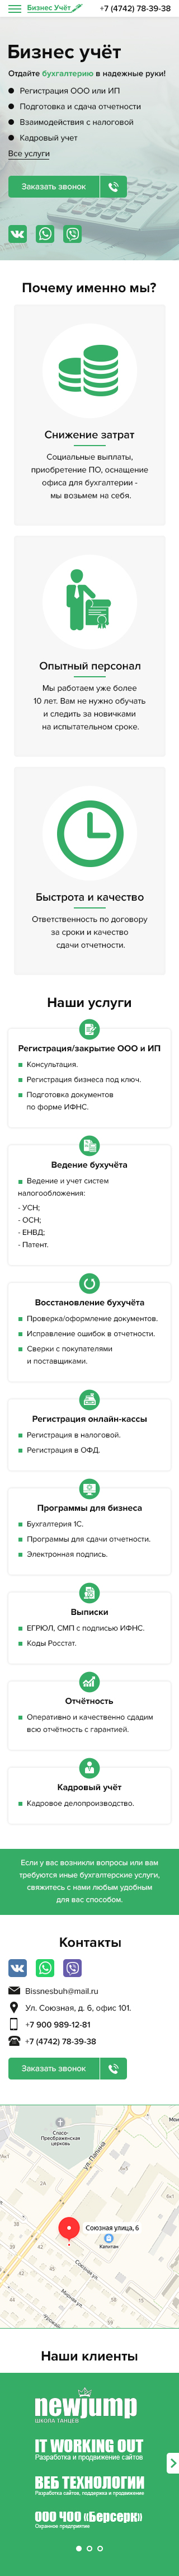 Бизнес Учёт
+7 (4742) 78-39-38
Бизнес учёт
Отдайте бухгалтерию в надежные руки!
Регистрация ООО или ИП
Подготовка и сдача отчетности
Взаимодействия с налоговой
Кадровый учет
Все услуги
Заказать звонок
Почему именно мы?
Снижение затрат
Социальные выплаты,
приобретение ПО, оснащение
офиса для бухгалтерии -
мы возьмем на себя.
Опытный персонал
Мы работаем уже более
10 лет. Вам не нужно обучать
и следить за новичками
на испытательном сроке.
Быстрота и качество
Ответственность по договору
за сроки и качество
сдачи отчетности.
Наши услуги
Регистрация/закрытие ООО и ИП
Консультация.
Регистрация бизнеса под ключ.
Подготовка документов
по форме ИФНС.
Ведение бухучёта
Ведение и учет систем
налогообложения:
- УСН;
- ОСН;
- ЕНВД;
- Патент.
Восстановление бухучёта
Проверка/оформление документов.
Исправление ошибок в отчетности.
Сверки с покупателями
и поставщиками.
Регистрация онлайн-кассы
Регистрация в налоговой.
Регистрация в ОФД.
Программы для бизнеса
Бухгалтерия 1С.
Программы для сдачи отчетности.
Электронная подпись.
Выписки
ЕГРЮЛ, СМП с подписью ИФНС.
Коды Росстат.
Отчётность
Оперативно и качественно сдадим
всю отчётность с гарантией.
Кадровый учёт
Кадровое делопроизводство.
Если у вас возникли вопросы или вам
требуются иные бухгалтерские услуги,
свяжитесь с нами любым удобным
для вас способом.
Контакты
Bissnesbuh@mail.ru
Ул. Союзная, д. 6, офис 101.
+7 900 989-12-81
+7 (4742) 78-39-38
Заказать звонок
Спасо-
Преображенская
церковь
ул. Папина
Союзная улица, 6
Капитан
Союзная ул.
Мирная ул.
Наши клиенты
newjump
ШКОЛА ТАНЦЕВ
IT WORKING OUT
Разработка и продвижение сайтов
ВЕБ ТЕХНОЛОГИИ
Разработка сайтов, поддержка и продвижение
ООО ЧОО «Берсерк»
Охранное предприятие